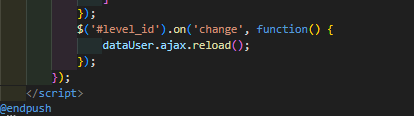 }
});
$('#level_id').on('change', function() {
dataUser.ajax.reload();
});
});
</script>
@endpush